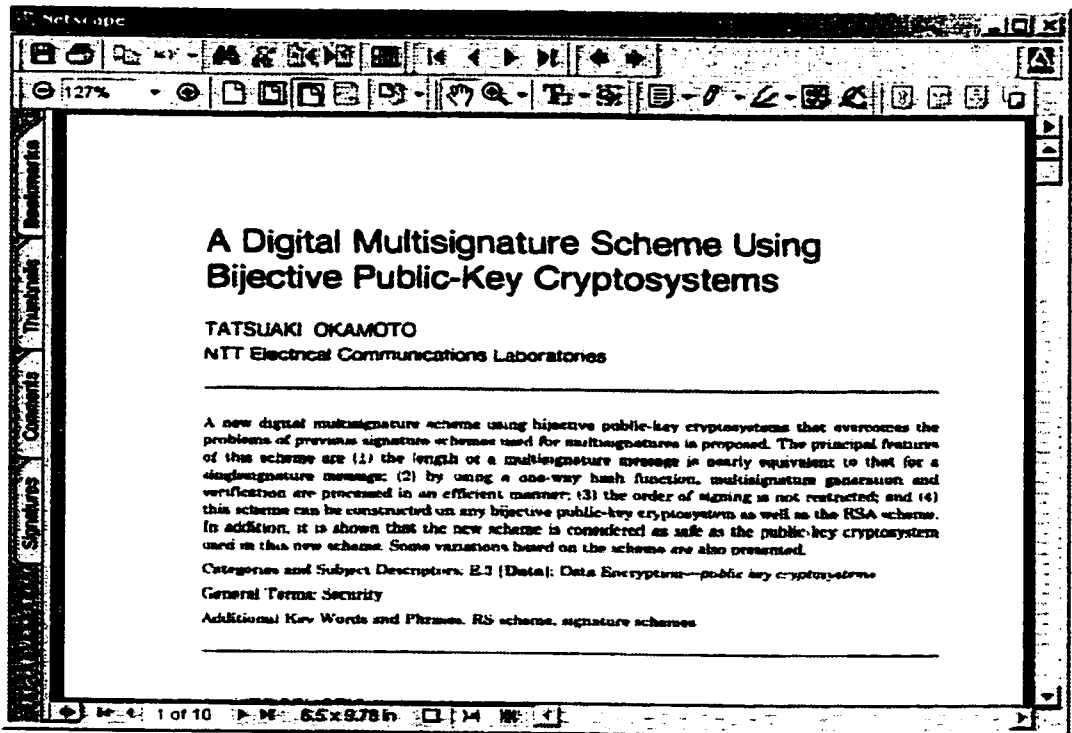 Netscape
127%
Bookmarks
Thumbnails
Comments
Signatures
A Digital Multisignature Scheme Using
Bijective Public-Key Cryptosystems
TATSUAKI OKAMOTO
NTT Electrical Communications Laboratories
A new digital multisignature scheme using bijective public-key cryptosystems that overcomes the
problems of previous signature schemes used for multisignatures is proposed. The principal features
of this scheme are (1) the length of a multisignature message is nearly equivalent to that for a
singlesignature message; (2) by using a one-way hash function, multisignature generation and
verification are processed in an efficient manner; (3) the order of signing is not restricted; and (4)
this scheme can be constructed on any bijective public-key cryptosystem as well as the RSA scheme.
In addition, it is shown that the new scheme is considered as safe as the public-key cryptosystem
used in this new scheme. Some variations based on the scheme are also presented.
Categories and Subject Descriptors: E.3 [Data]: Data Encryption—public key cryptosystems
General Terms: Security
Additional Key Words and Phrases. RS scheme, signature schemes
1 of 10 6.5 x 9.78 in